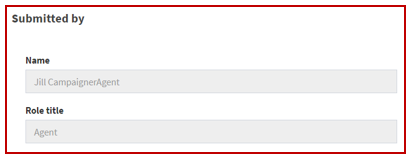 Submitted by
Name
Jill CampaignerAgent
Role title
Agent